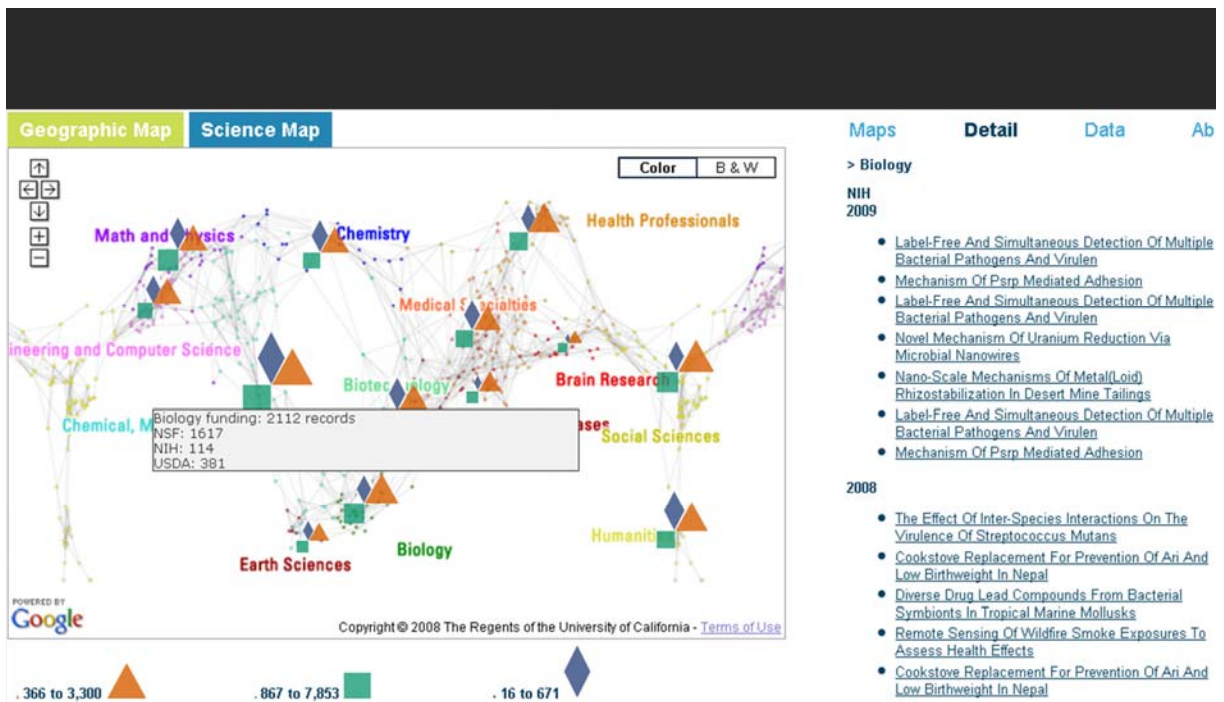 Geographic Map Science Map
Maps Detail Data Ab
Color B & W
> Biology
NIH
2009
Label-Free And Simultaneous Detection Of Multiple
Bacterial Pathogens And Virulen
Mechanism Of Psrp Mediated Adhesion
Label-Free And Simultaneous Detection Of Multiple
Bacterial Pathogens And Virulen
Novel Mechanism Of Uranium Reduction Via
Microbial Nanowires
Nano-Scale Mechanisms Of Metal(Loid)
Rhizostabilization In Desert Mine Tailings
Label-Free And Simultaneous Detection Of Multiple
Bacterial Pathogens And Virulen
Mechanism Of Psrp Mediated Adhesion
2008
The Effect Of Inter-Species Interactions On The
Virulence Of Streptococcus Mutans
Cookstove Replacement For Prevention Of Ari And
Low Birthweight In Nepal
Diverse Drug Lead Compounds From Bacterial
Symbionts In Tropical Marine Mollusks
Remote Sensing Of Wildfire Smoke Exposures To
Assess Health Effects
Cookstove Replacement For Prevention Of Ari And
Low Birthweight In Nepal
Health Professionals
Math and Physics
Chemistry
Medical Specialties
ineering and Computer Science
Brain Research
Biotechnology
Chemical, M
ases
Social Sciences
Biology funding: 2112 records
NSF: 1617
NIH: 114
USDA: 381
Humaniti
Biology
Earth Sciences
POWERED BY
Google
Copyright © 2008 The Regents of the University of California - Terms of Use
. 366 to 3,300
. 867 to 7,853
. 16 to 671